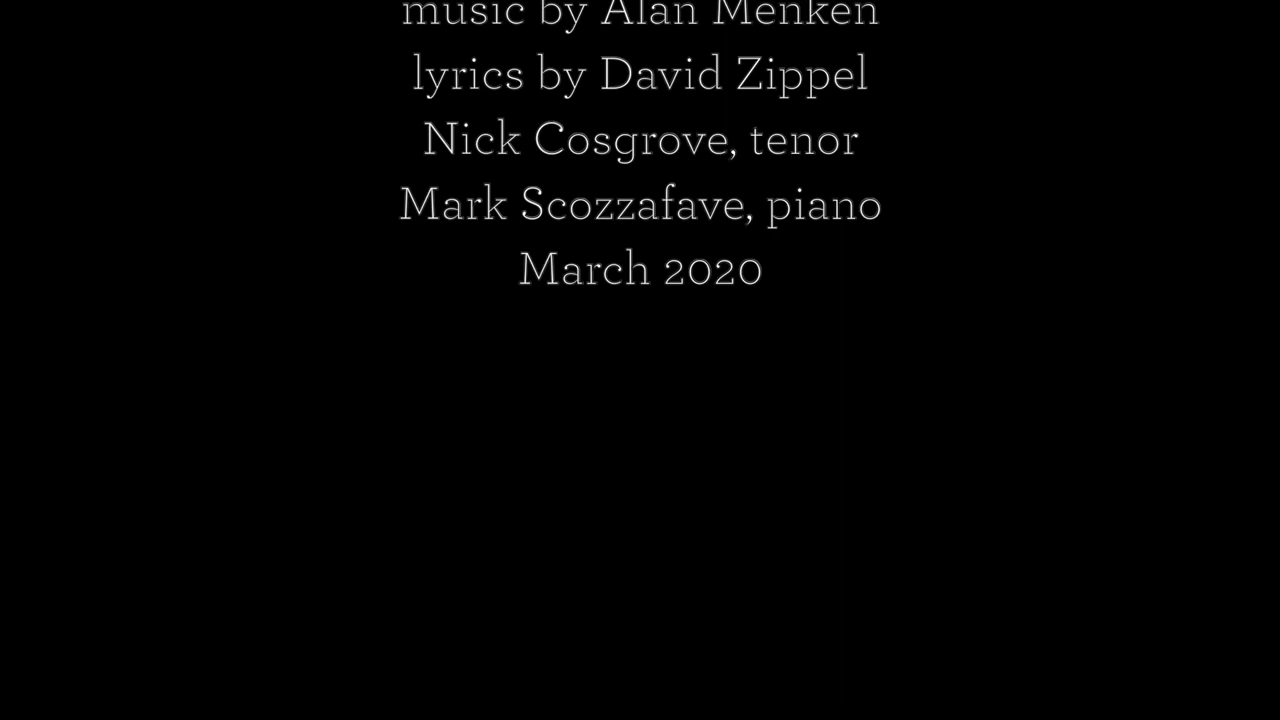 music by Alan Menken
lyrics by David Zippel
Nick Cosgrove, tenor
Mark Scozzafave, piano
March 2020